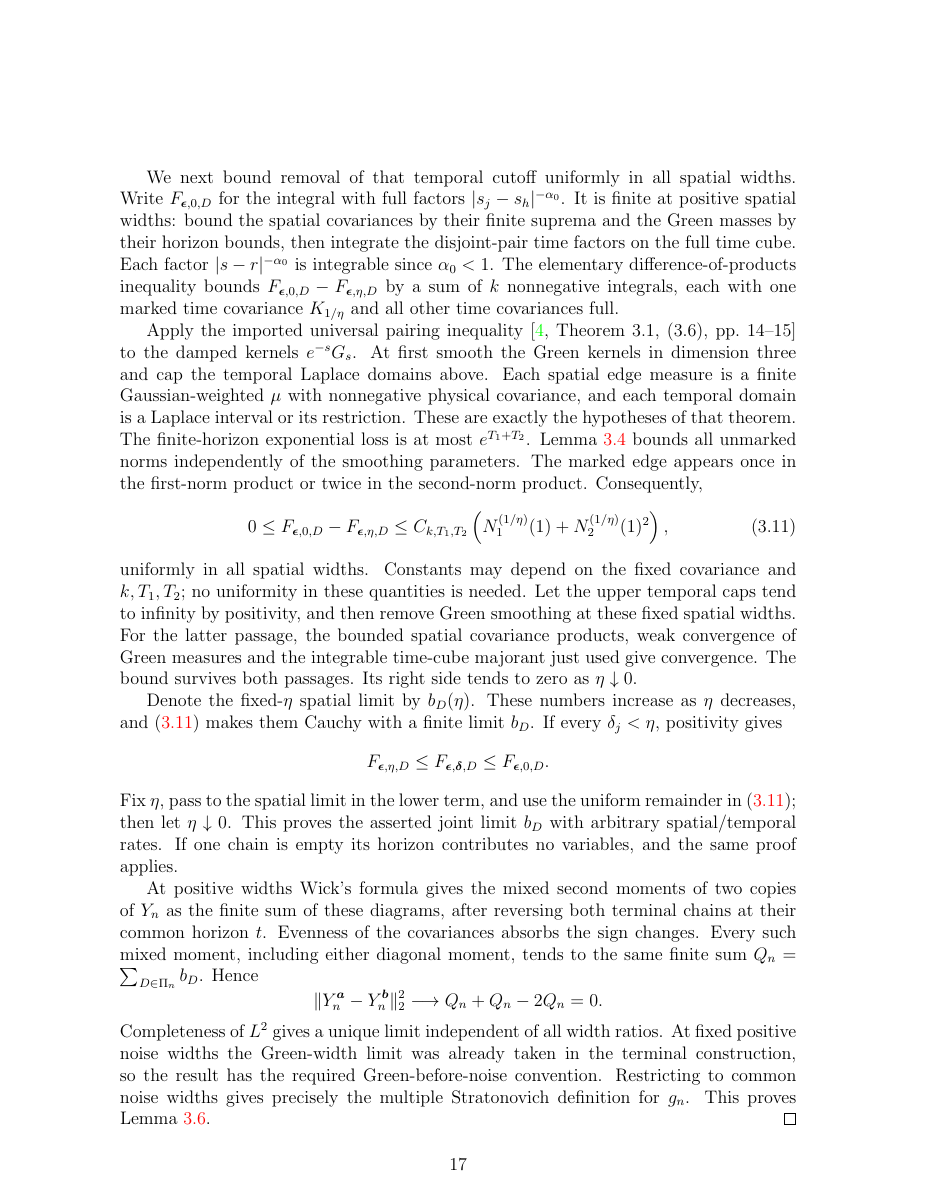 We next bound removal of that temporal cutoff uniformly in all spatial widths.
Write F_{ϵ,0,D} for the integral with full factors |s_j − s_h|^{−α_0}. It is finite at positive spatial
widths: bound the spatial covariances by their finite suprema and the Green masses by
their horizon bounds, then integrate the disjoint-pair time factors on the full time cube.
Each factor |s − r|^{−α_0} is integrable since α_0 < 1. The elementary difference-of-products
inequality bounds F_{ϵ,0,D} − F_{ϵ,η,D} by a sum of k nonnegative integrals, each with one
marked time covariance K_{1/η} and all other time covariances full.
Apply the imported universal pairing inequality [4, Theorem 3.1, (3.6), pp. 14–15]
to the damped kernels e^{−s}G_s. At first smooth the Green kernels in dimension three
and cap the temporal Laplace domains above. Each spatial edge measure is a finite
Gaussian-weighted μ with nonnegative physical covariance, and each temporal domain
is a Laplace interval or its restriction. These are exactly the hypotheses of that theorem.
The finite-horizon exponential loss is at most e^{T_1+T_2}. Lemma 3.4 bounds all unmarked
norms independently of the smoothing parameters. The marked edge appears once in
the first-norm product or twice in the second-norm product. Consequently,
0 ≤ F_{ϵ,0,D} − F_{ϵ,η,D} ≤ C_{k,T_1,T_2} (N_1^{(1/η)}(1) + N_2^{(1/η)}(1)^2), (3.11)
uniformly in all spatial widths. Constants may depend on the fixed covariance and
k, T_1, T_2; no uniformity in these quantities is needed. Let the upper temporal caps tend
to infinity by positivity, and then remove Green smoothing at these fixed spatial widths.
For the latter passage, the bounded spatial covariance products, weak convergence of
Green measures and the integrable time-cube majorant just used give convergence. The
bound survives both passages. Its right side tends to zero as η ↓ 0.
Denote the fixed-η spatial limit by b_D(η). These numbers increase as η decreases,
and (3.11) makes them Cauchy with a finite limit b_D. If every δ_j < η, positivity gives
F_{ϵ,η,D} ≤ F_{ϵ,δ,D} ≤ F_{ϵ,0,D}.
Fix η, pass to the spatial limit in the lower term, and use the uniform remainder in (3.11);
then let η ↓ 0. This proves the asserted joint limit b_D with arbitrary spatial/temporal
rates. If one chain is empty its horizon contributes no variables, and the same proof
applies.
At positive widths Wick's formula gives the mixed second moments of two copies
of Y_n as the finite sum of these diagrams, after reversing both terminal chains at their
common horizon t. Evenness of the covariances absorbs the sign changes. Every such
mixed moment, including either diagonal moment, tends to the same finite sum Q_n =
∑_{D∈Π_n} b_D. Hence
∥Y_n^a − Y_n^b∥_2^2 ⟶ Q_n + Q_n − 2Q_n = 0.
Completeness of L^2 gives a unique limit independent of all width ratios. At fixed positive
noise widths the Green-width limit was already taken in the terminal construction,
so the result has the required Green-before-noise convention. Restricting to common
noise widths gives precisely the multiple Stratonovich definition for g_n. This proves
Lemma 3.6. □
17